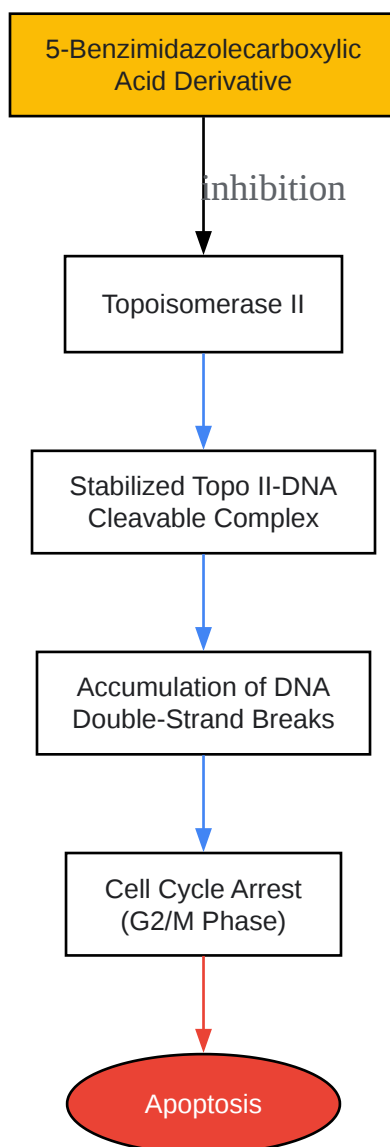 5-Benzimidazolecarboxylic
Acid Derivative
inhibition
Topoisomerase II
Stabilized Topo II-DNA
Cleavable Complex
Accumulation of DNA
Double-Strand Breaks
Cell Cycle Arrest
(G2/M Phase)
Apoptosis